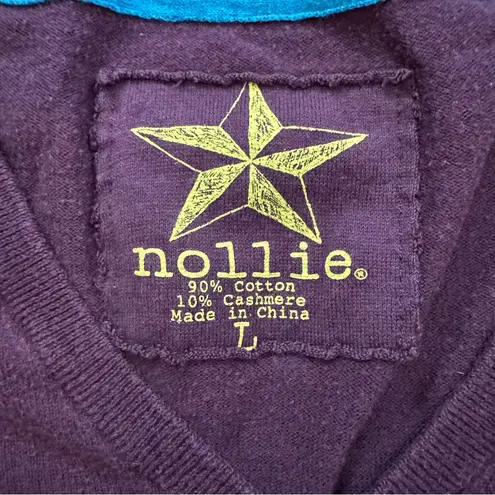 nollie®
90% Cotton
10% Cashmere
Made in China
L